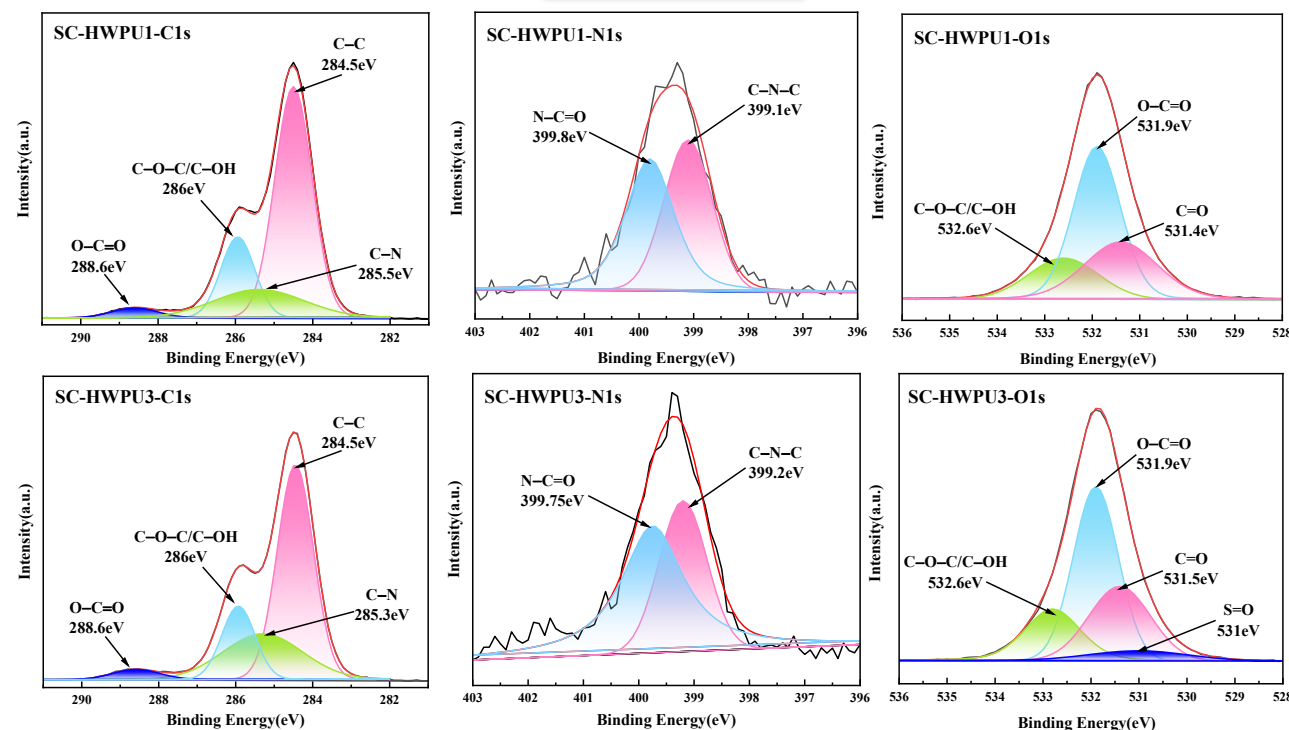 SC-HWPU1-C1s
C–C
284.5eV
C–O–C/C–OH
286eV
O–C=O
288.6eV
C–N
285.5eV
Intensity(a.u.)
290 288 286 284 282
Binding Energy(eV)
SC-HWPU1-N1s
N–C=O
399.8eV
C–N–C
399.1eV
Intensity(a.u.)
403 402 401 400 399 398 397 396
Binding Energy(eV)
SC-HWPU1-O1s
O–C=O
531.9eV
C–O–C/C–OH
532.6eV
C=O
531.4eV
Intensity(a.u.)
536 535 534 533 532 531 530 529 528
Binding Energy(eV)
SC-HWPU3-C1s
C–C
284.5eV
C–O–C/C–OH
286eV
O–C=O
288.6eV
C–N
285.3eV
Intensity(a.u.)
290 288 286 284 282
Binding Energy(eV)
SC-HWPU3-N1s
N–C=O
399.75eV
C–N–C
399.2eV
Intensity(a.u.)
403 402 401 400 399 398 397 396
Binding Energy(eV)
SC-HWPU3-O1s
O–C=O
531.9eV
C–O–C/C–OH
532.6eV
C=O
531.5eV
S=O
531eV
Intensity(a.u.)
536 535 534 533 532 531 530 529 528
Binding Energy(eV)